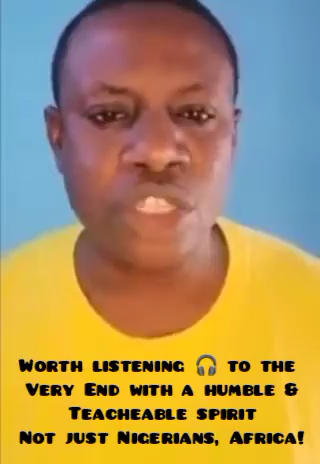 Worth listening 🎧 to the
Very End with a humble &
Teacheable spirit
Not just Nigerians, Africa!